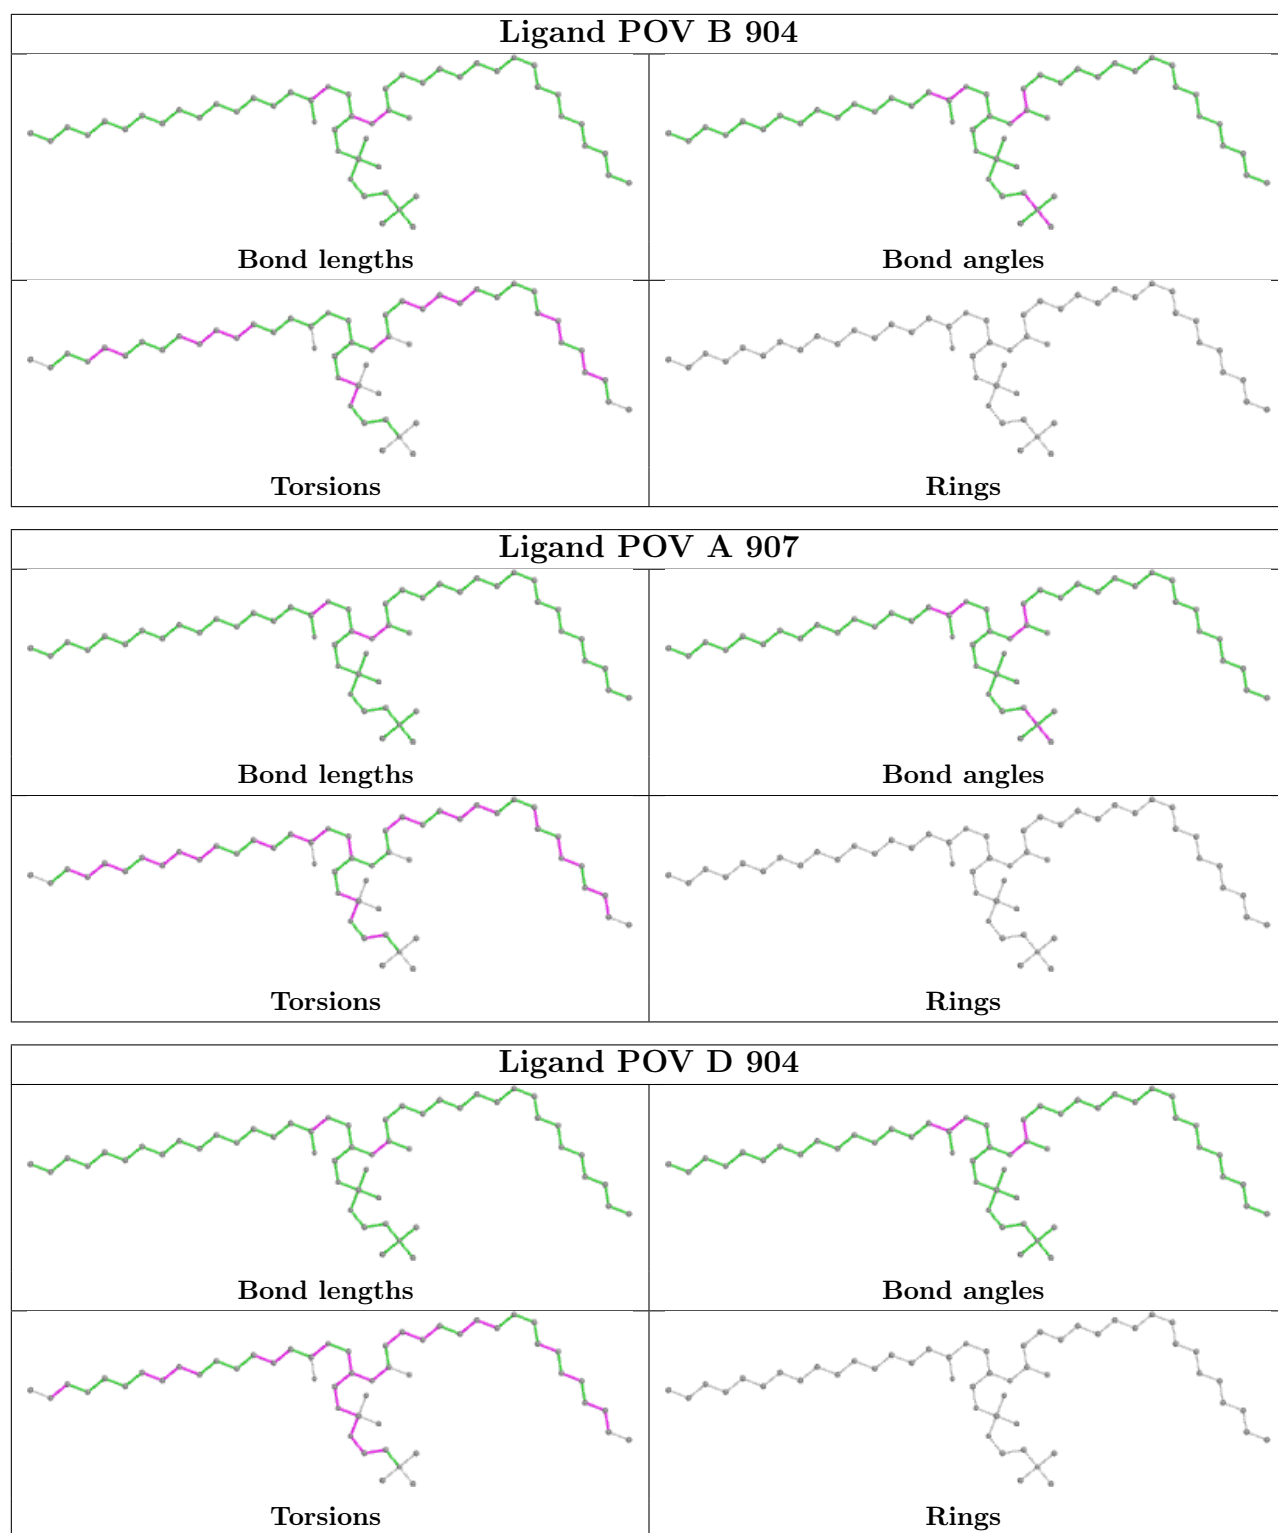 Ligand POV B 904
Bond lengths
Bond angles
Torsions
Rings
Ligand POV A 907
Bond lengths
Bond angles
Torsions
Rings
Ligand POV D 904
Bond lengths
Bond angles
Torsions
Rings